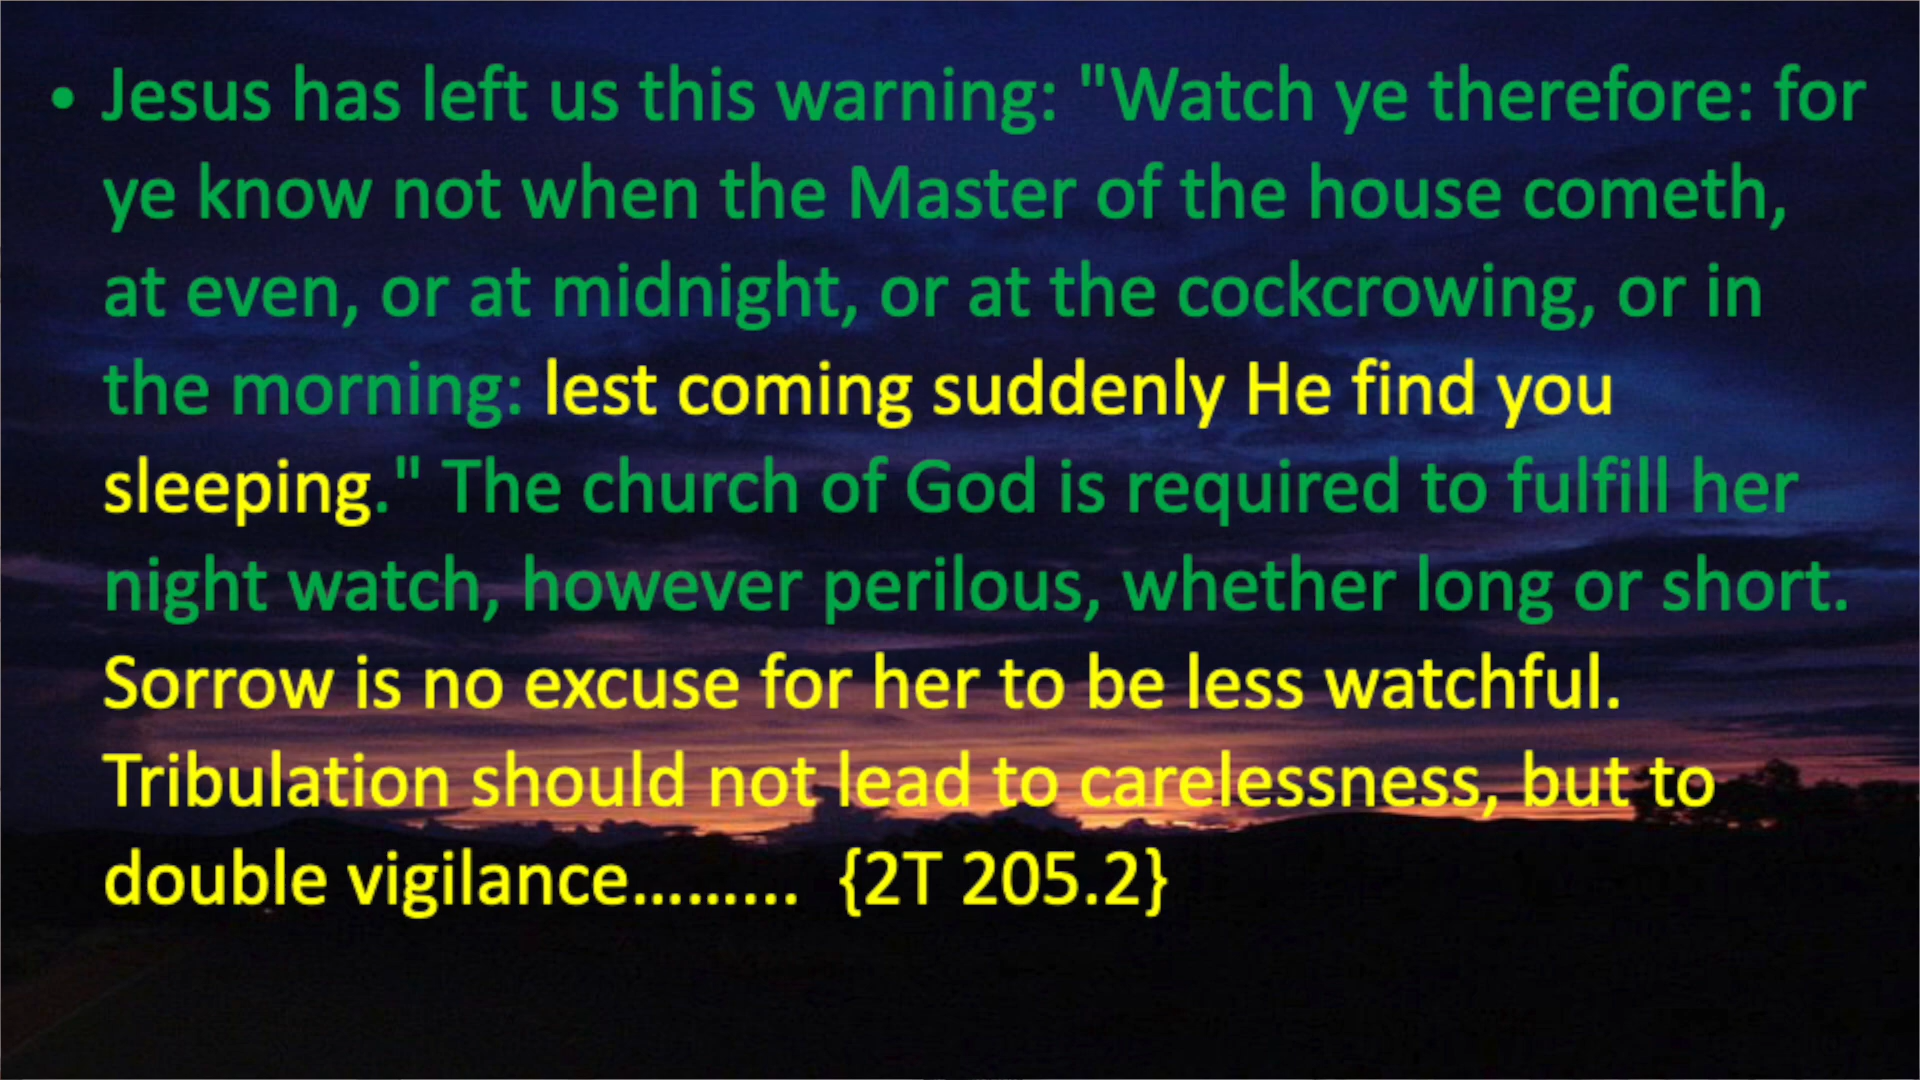 • Jesus has left us this warning: "Watch ye therefore: for
ye know not when the Master of the house cometh,
at even, or at midnight, or at the cockcrowing, or in
the morning: lest coming suddenly He find you
sleeping." The church of God is required to fulfill her
night watch, however perilous, whether long or short.
Sorrow is no excuse for her to be less watchful.
Tribulation should not lead to carelessness, but to
double vigilance……... {2T 205.2}